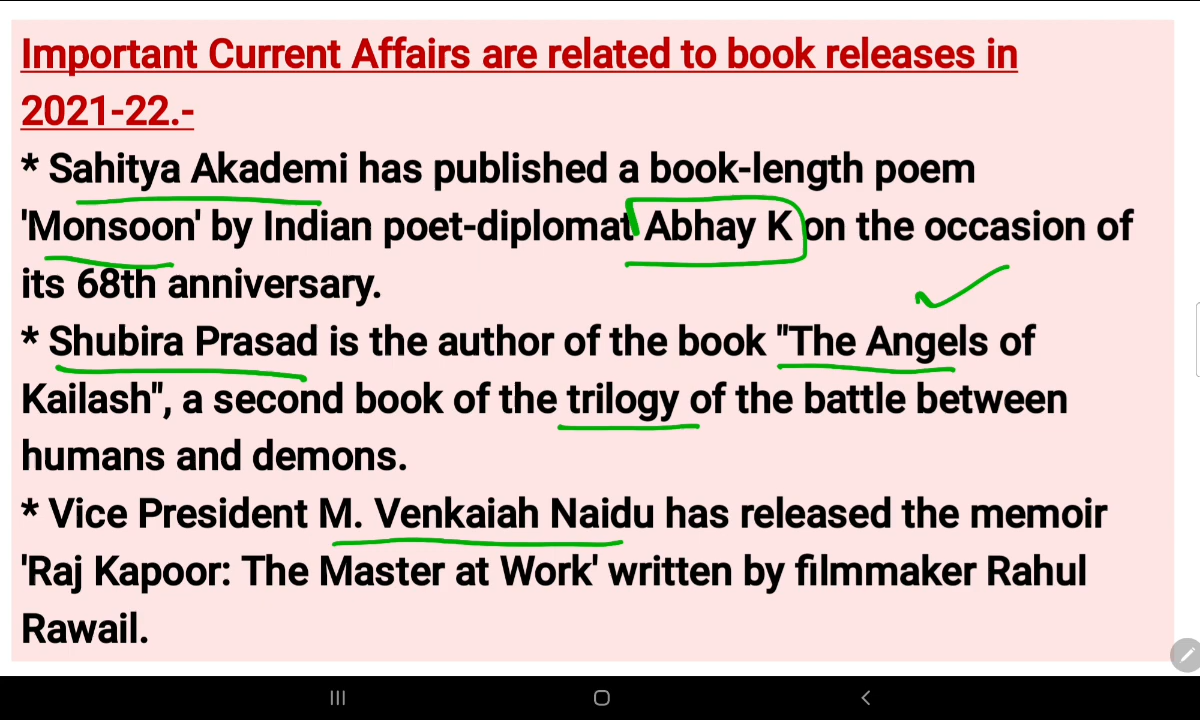 Important Current Affairs are related to book releases in
2021-22.-
* Sahitya Akademi has published a book-length poem
'Monsoon' by Indian poet-diplomat Abhay K on the occasion of
its 68th anniversary.
* Shubira Prasad is the author of the book "The Angels of
Kailash", a second book of the trilogy of the battle between
humans and demons.
* Vice President M. Venkaiah Naidu has released the memoir
'Raj Kapoor: The Master at Work' written by filmmaker Rahul
Rawail.